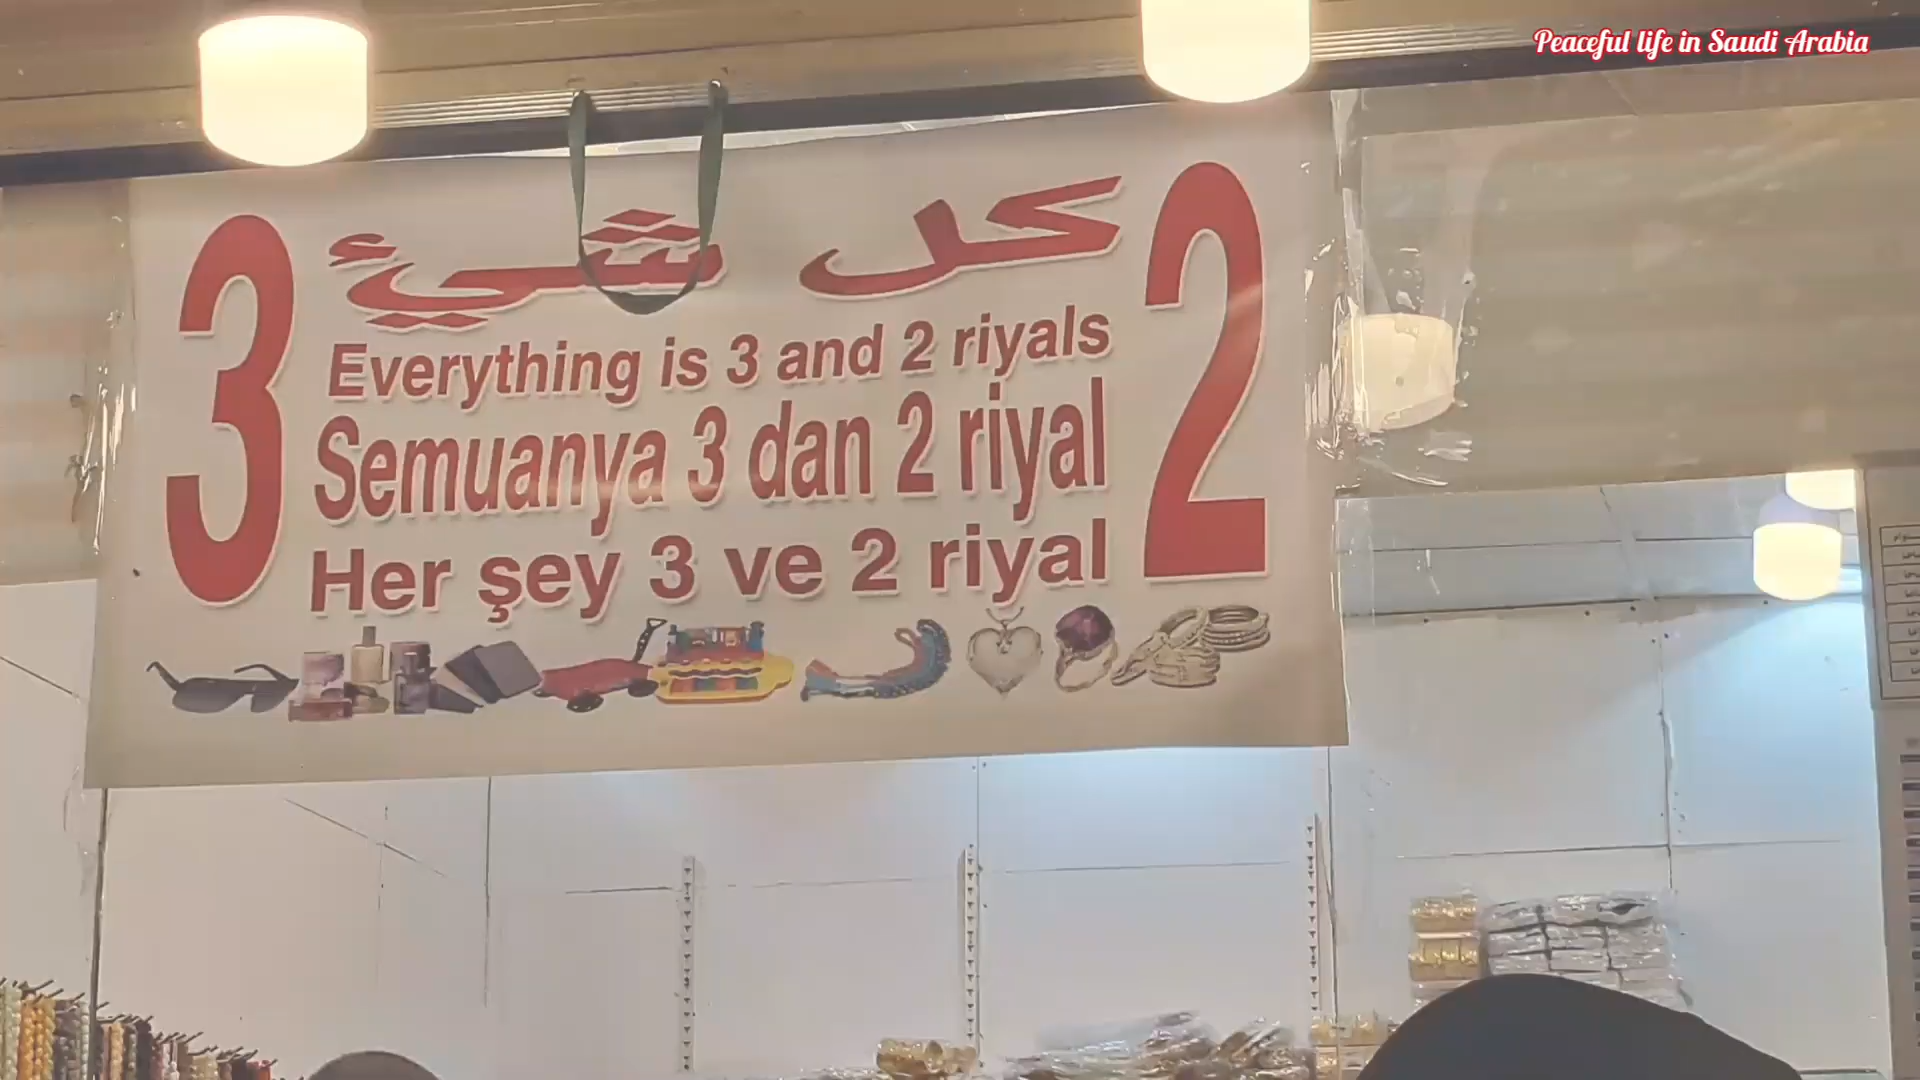 Peaceful life in Saudi Arabia
2 كل شيئ 3
Everything is 3 and 2 riyals
Semuanya 3 dan 2 riyal
Her şey 3 ve 2 riyal